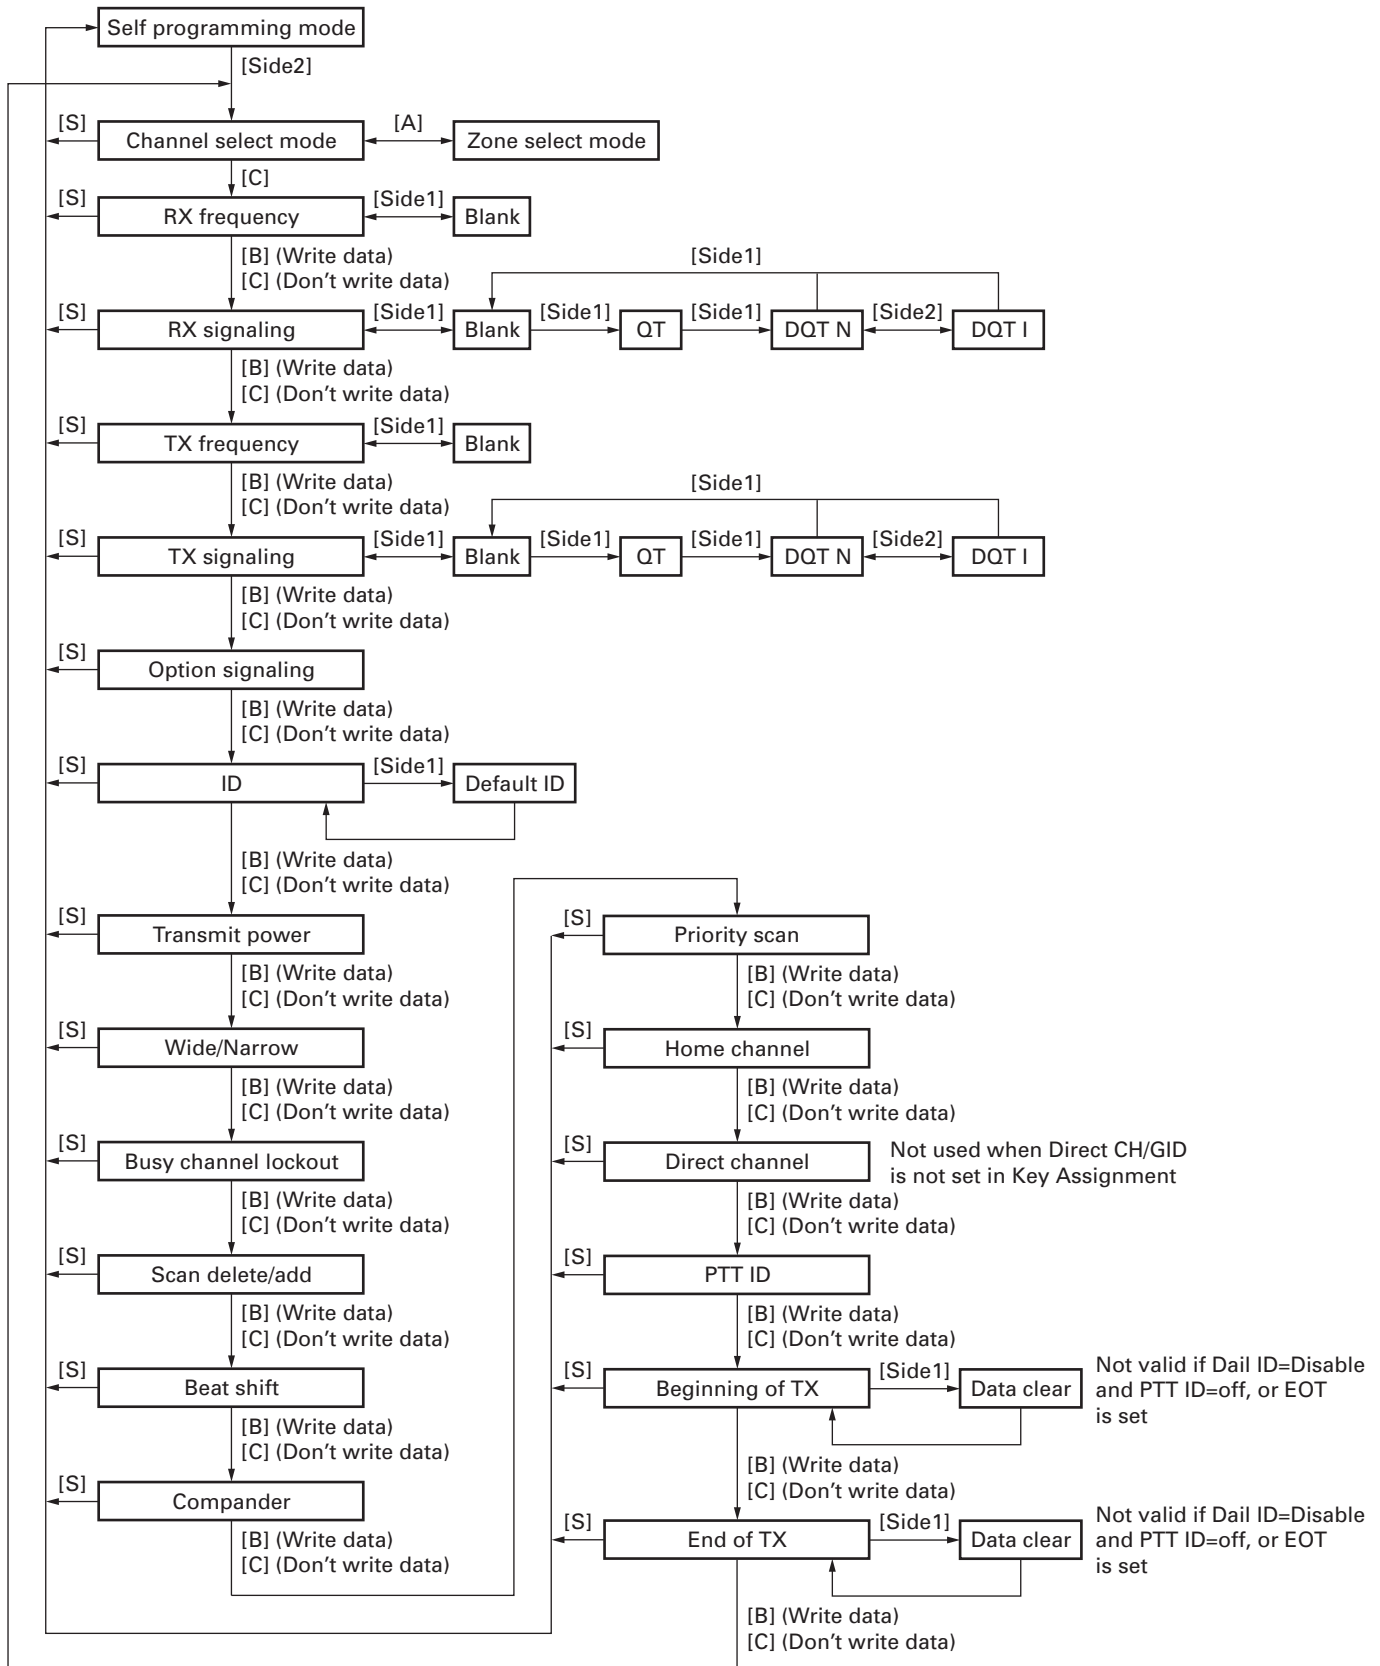 Self programming mode
[Side2]
[S]
Channel select mode
[A]
Zone select mode
[C]
[S]
RX frequency
[Side1]
Blank
[B] (Write data)
[C] (Don't write data)
[Side1]
[S]
RX signaling
[Side1]
Blank
[Side1]
QT
[Side1]
DQT N
[Side2]
DQT I
[B] (Write data)
[C] (Don't write data)
[S]
TX frequency
[Side1]
Blank
[B] (Write data)
[C] (Don't write data)
[Side1]
[S]
TX signaling
[Side1]
Blank
[Side1]
QT
[Side1]
DQT N
[Side2]
DQT I
[B] (Write data)
[C] (Don't write data)
[S]
Option signaling
[B] (Write data)
[C] (Don't write data)
[S]
ID
[Side1]
Default ID
[B] (Write data)
[C] (Don't write data)
[S]
Transmit power
[B] (Write data)
[C] (Don't write data)
[S]
Wide/Narrow
[B] (Write data)
[C] (Don't write data)
[S]
Busy channel lockout
[B] (Write data)
[C] (Don't write data)
[S]
Scan delete/add
[B] (Write data)
[C] (Don't write data)
[S]
Beat shift
[B] (Write data)
[C] (Don't write data)
[S]
Compander
[B] (Write data)
[C] (Don't write data)
[S]
Priority scan
[B] (Write data)
[C] (Don't write data)
[S]
Home channel
[B] (Write data)
[C] (Don't write data)
[S]
Direct channel
Not used when Direct CH/GID
is not set in Key Assignment
[B] (Write data)
[C] (Don't write data)
[S]
PTT ID
[B] (Write data)
[C] (Don't write data)
[S]
Beginning of TX
[Side1]
Data clear
Not valid if Dail ID=Disable
and PTT ID=off, or EOT
is set
[B] (Write data)
[C] (Don't write data)
[S]
End of TX
[Side1]
Data clear
Not valid if Dail ID=Disable
and PTT ID=off, or EOT
is set
[B] (Write data)
[C] (Don't write data)